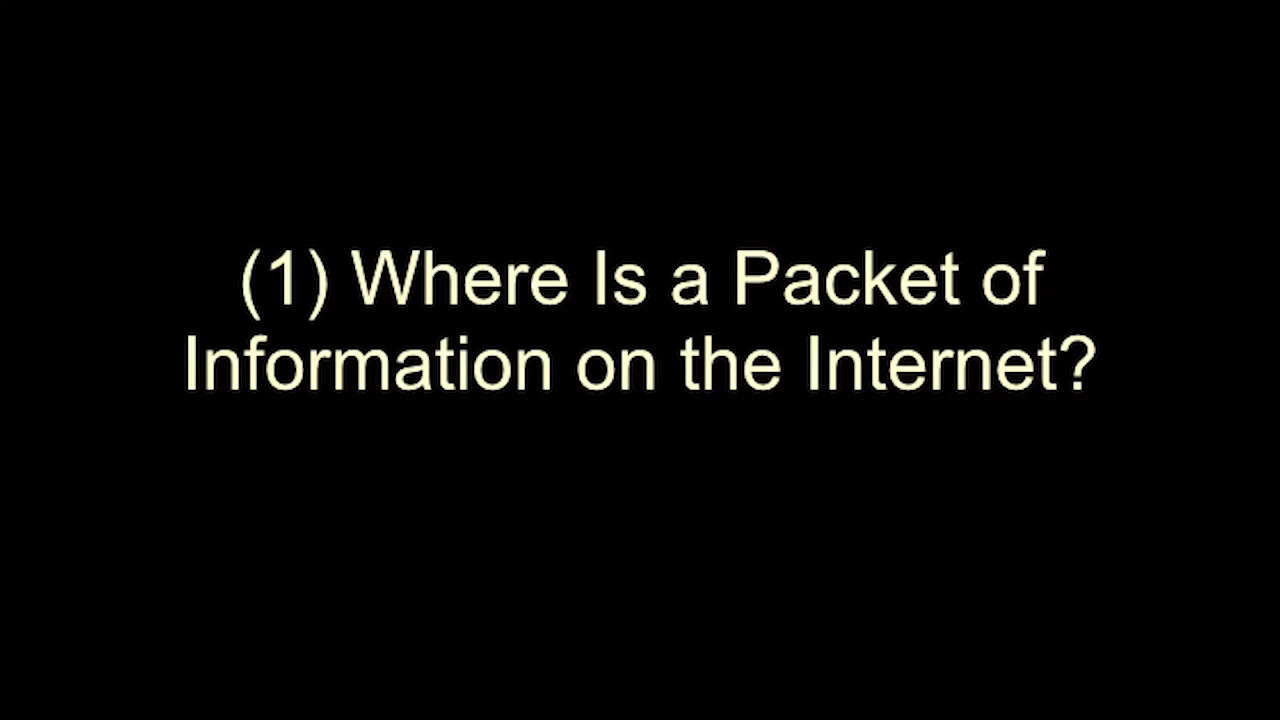 (1) Where Is a Packet of
Information on the Internet?